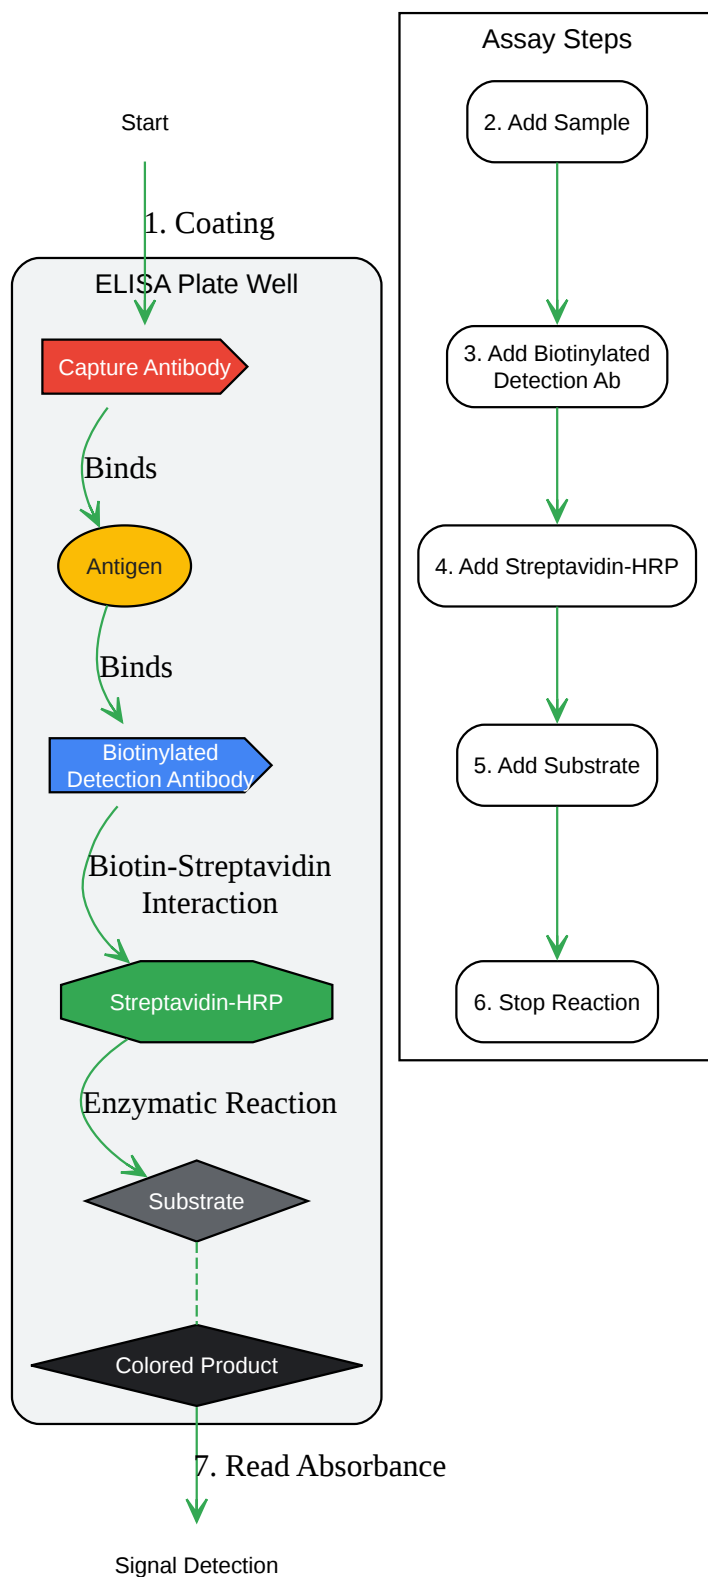 Start
1. Coating
ELISA Plate Well
Capture Antibody
Binds
Antigen
Binds
Biotinylated
Detection Antibody
Biotin-Streptavidin
Interaction
Streptavidin-HRP
Enzymatic Reaction
Substrate
Colored Product
7. Read Absorbance
Signal Detection
Assay Steps
2. Add Sample
3. Add Biotinylated
Detection Ab
4. Add Streptavidin-HRP
5. Add Substrate
6. Stop Reaction